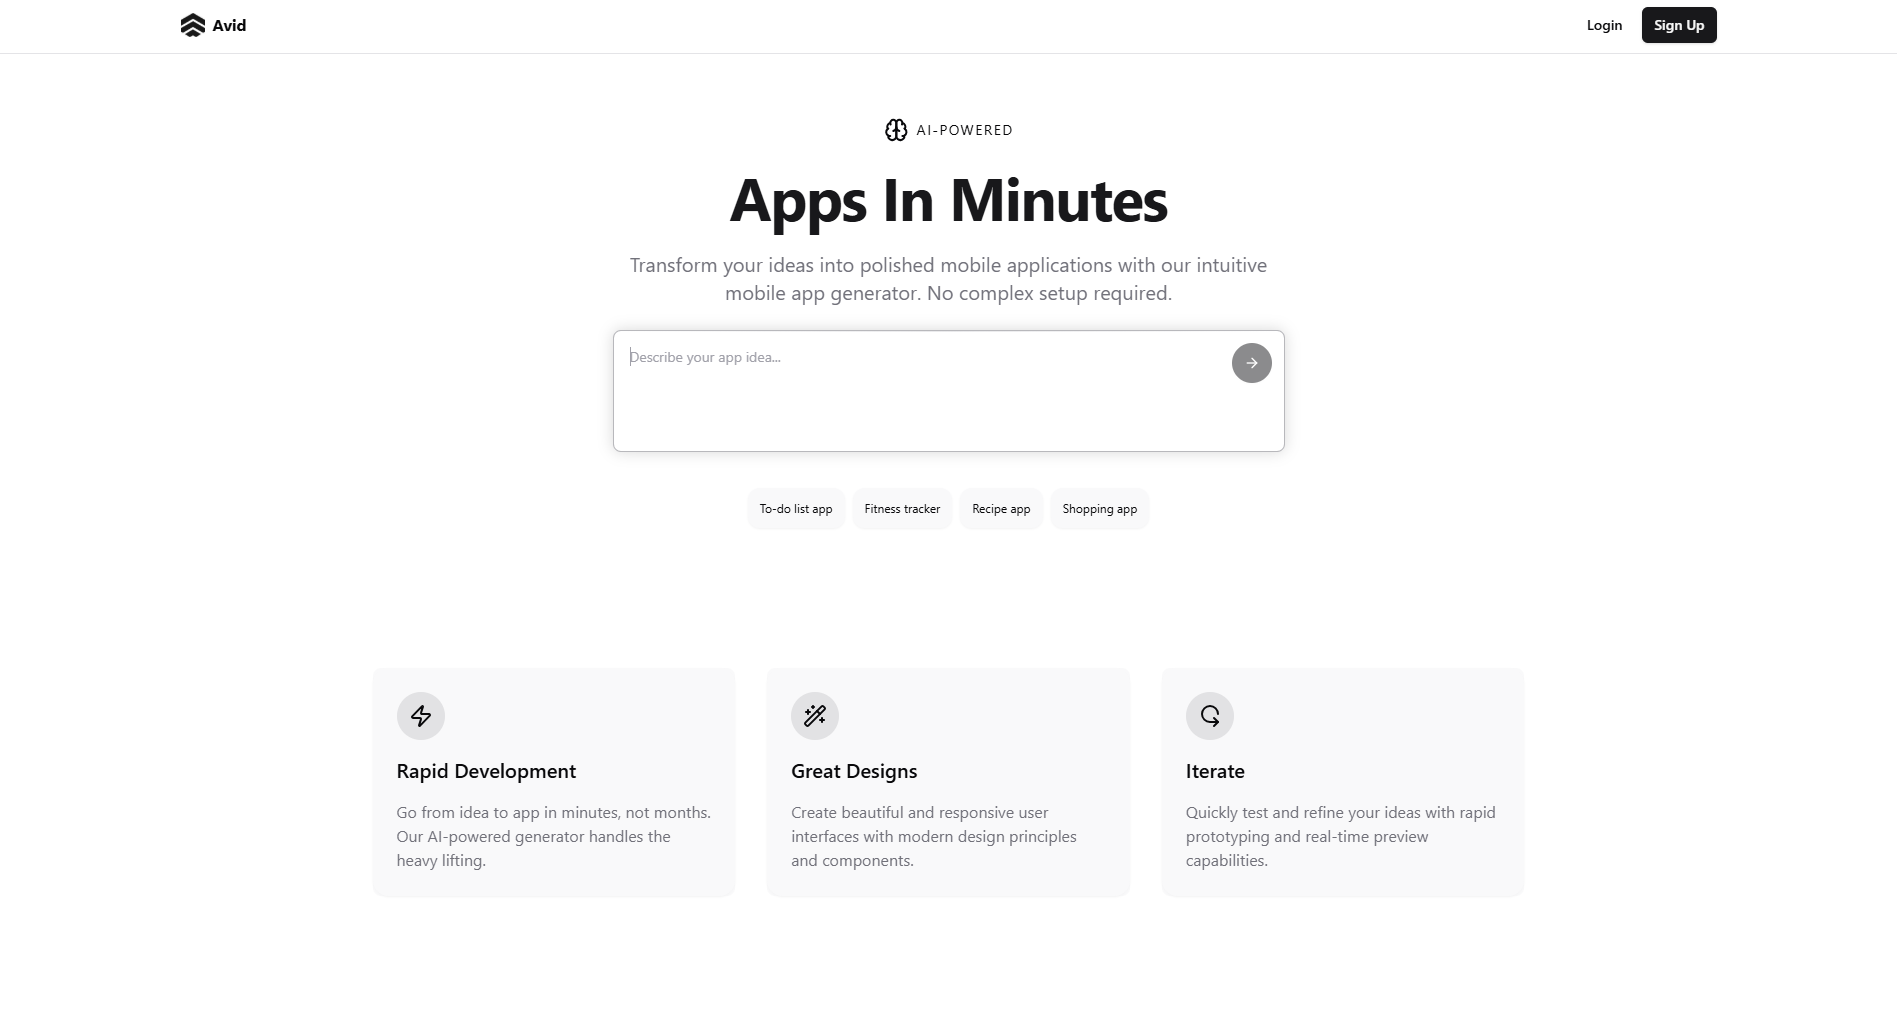 Avid
Login
Sign Up
AI-POWERED
Apps In Minutes
Transform your ideas into polished mobile applications with our intuitive
mobile app generator. No complex setup required.
Describe your app idea...
To-do list app
Fitness tracker
Recipe app
Shopping app
Rapid Development
Go from idea to app in minutes, not months.
Our AI-powered generator handles the
heavy lifting.
Great Designs
Create beautiful and responsive user
interfaces with modern design principles
and components.
Iterate
Quickly test and refine your ideas with rapid
prototyping and real-time preview
capabilities.